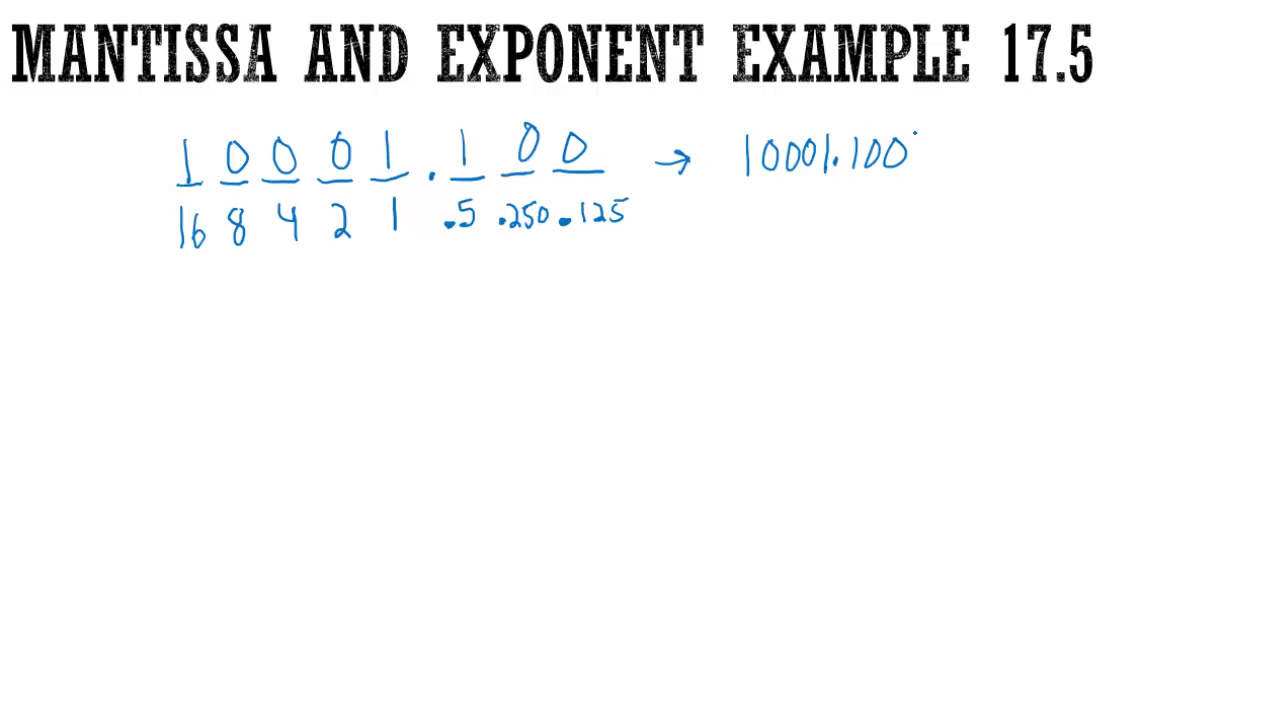 MANTISSA AND EXPONENT EXAMPLE 17.5
1 0 0 0 1 . 1 0 0 → 10001.100
16 8 4 2 1 .5 .250 .125